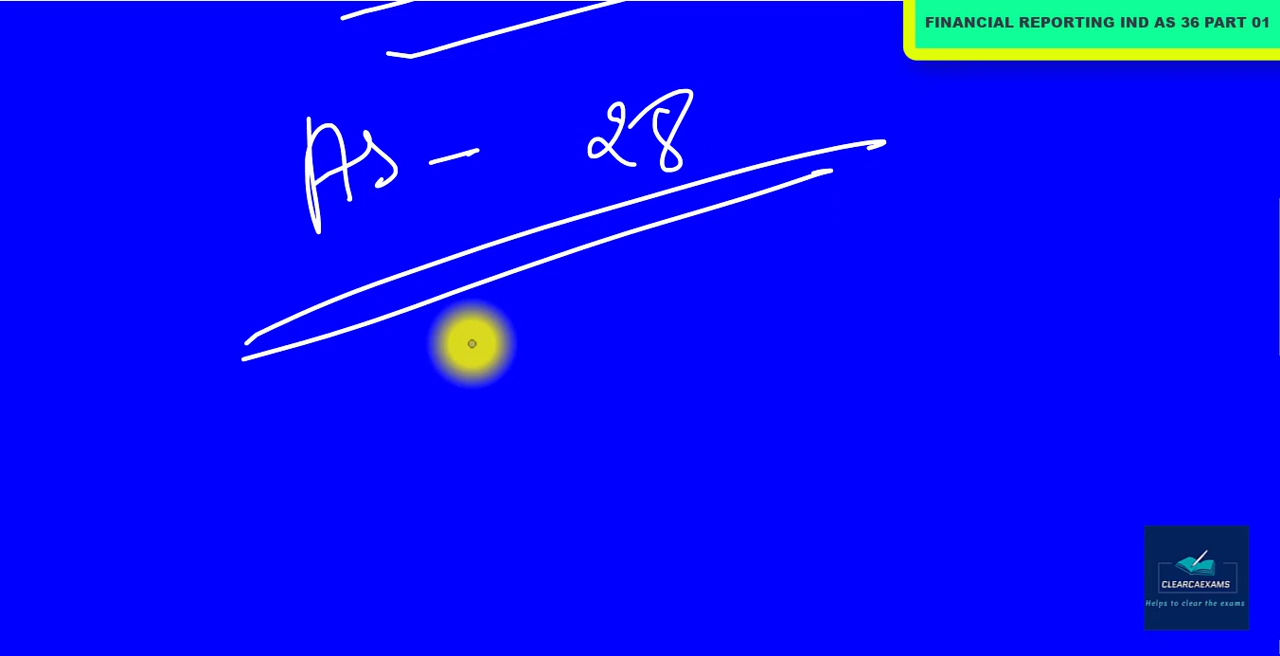 FINANCIAL REPORTING IND AS 36 PART 01
AS - 28
CLEARCAEXAMS
Helps to clear the exams